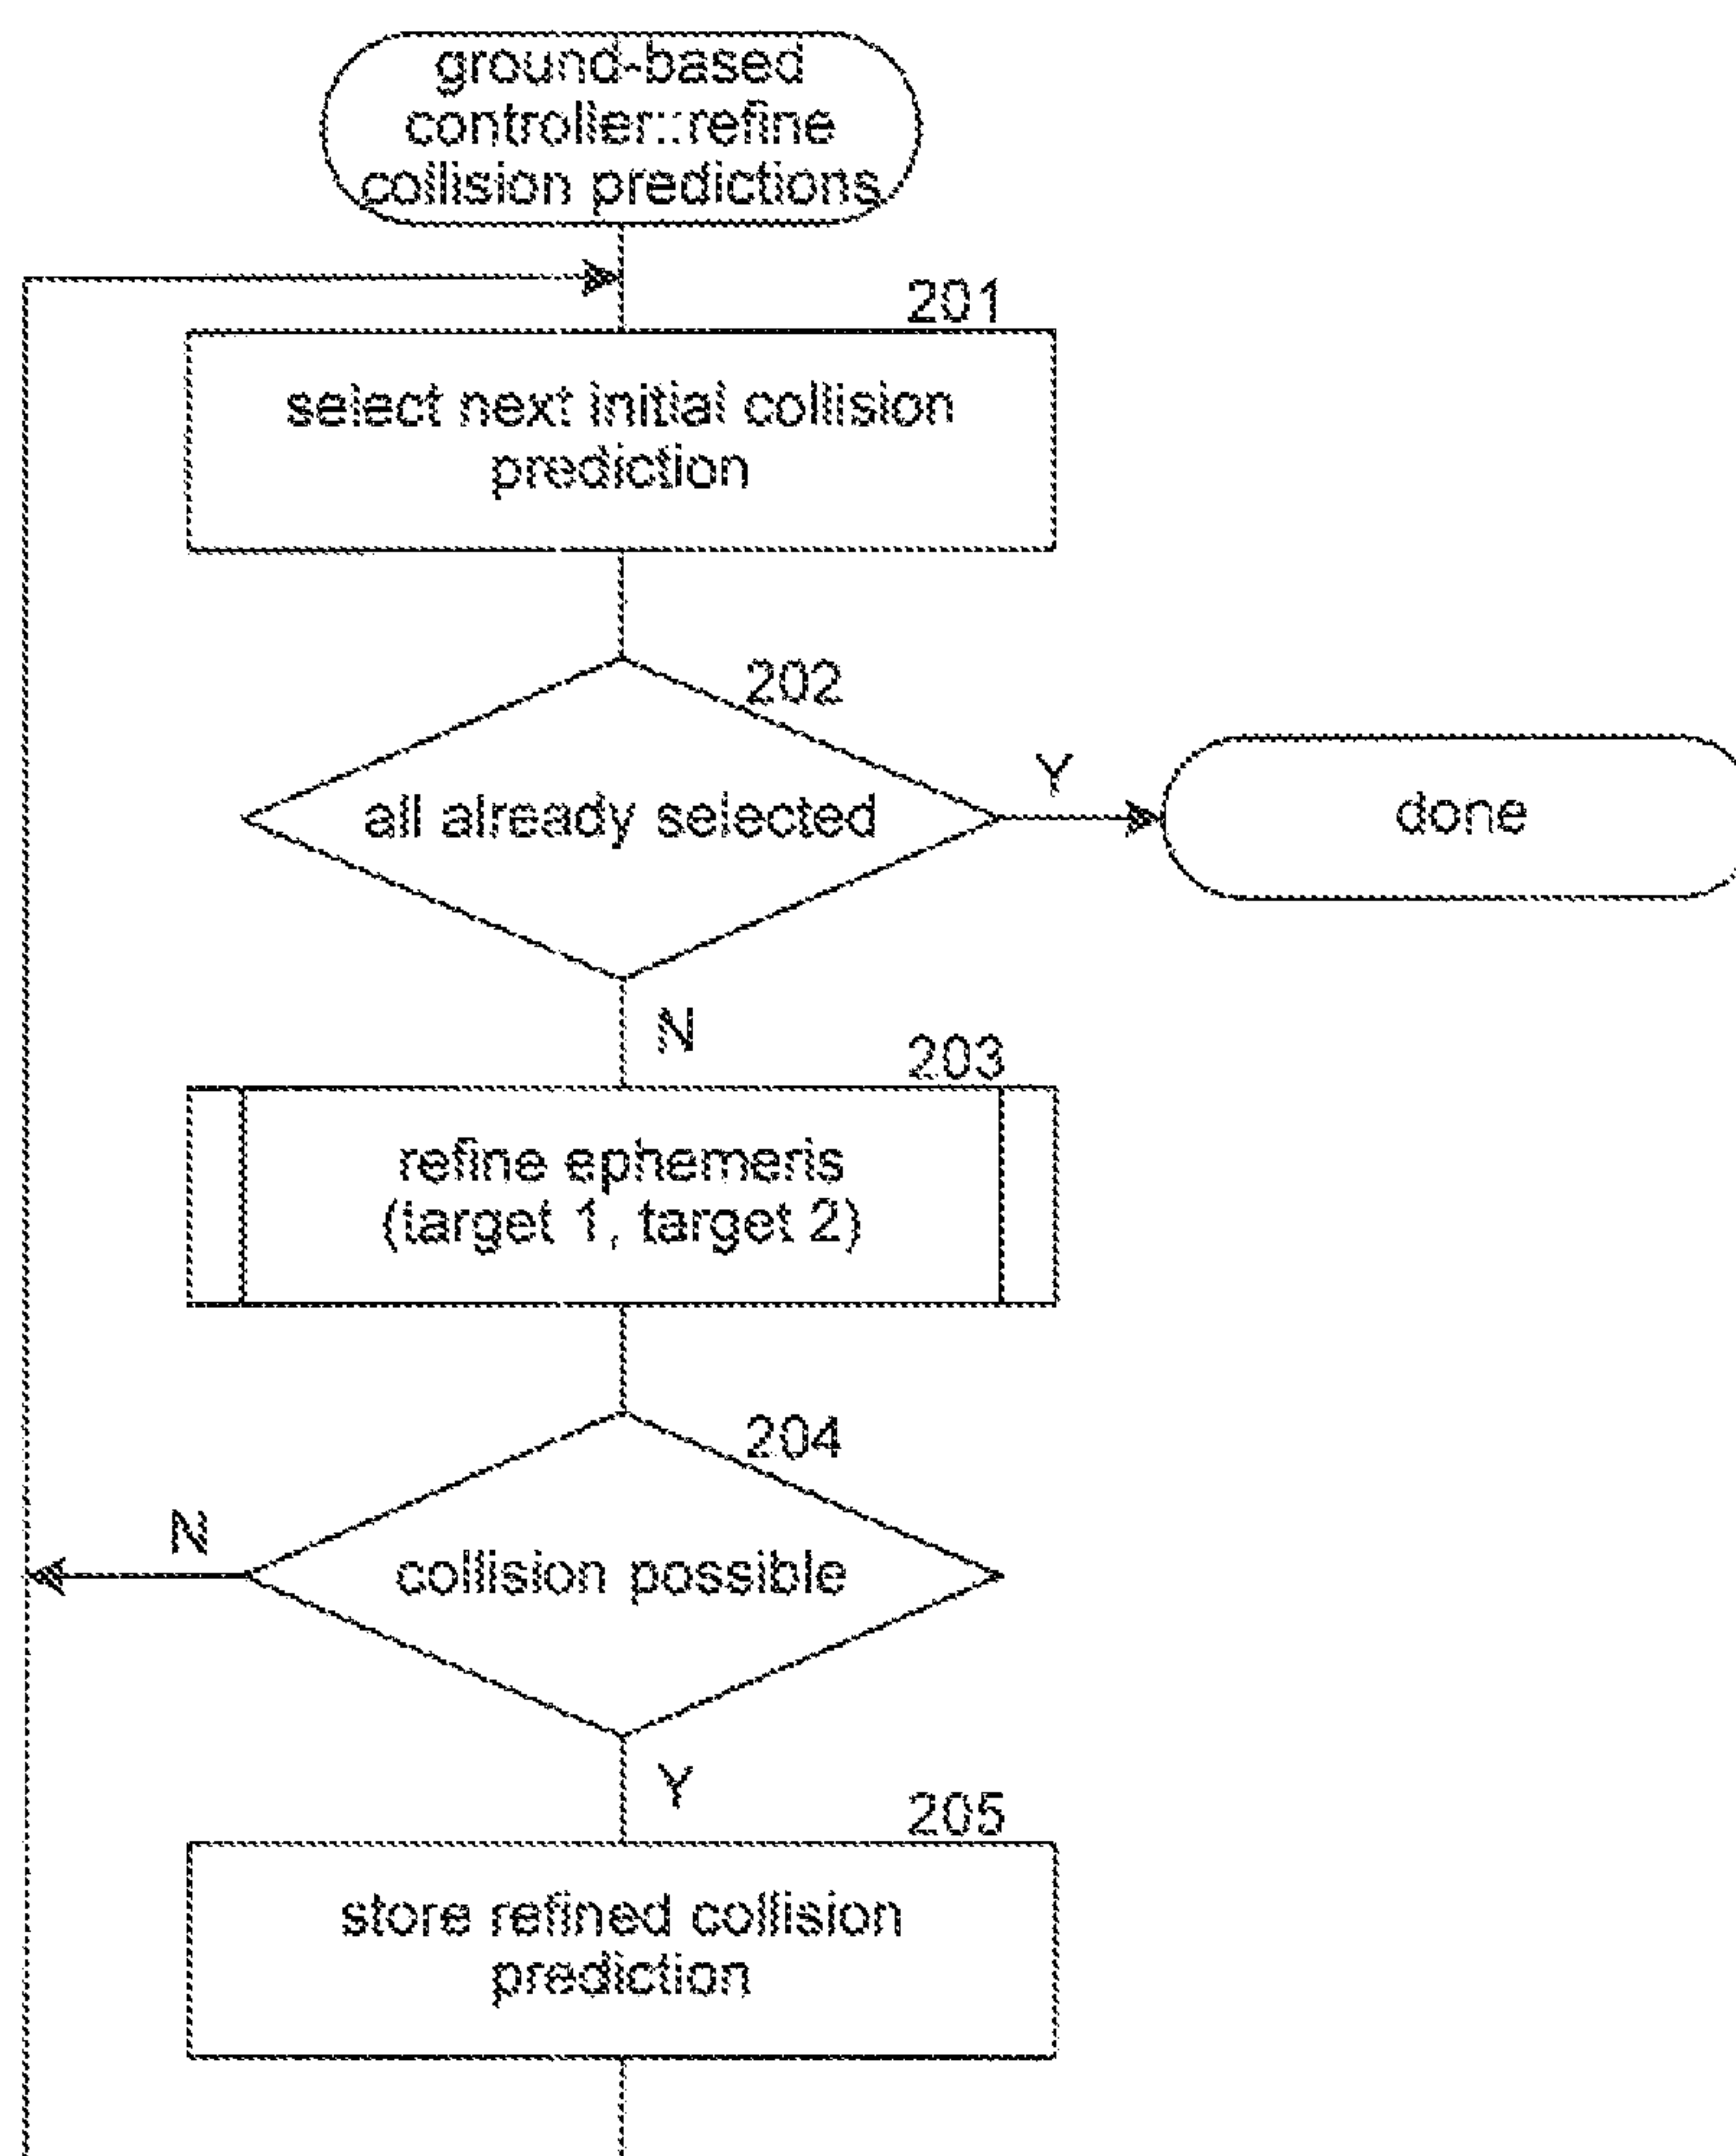 ground-based
controller::refine
collision predictions
201
select next initial collision
prediction
202
all already selected
Y
done
N
203
refine ephemeris
(target 1, target 2)
204
N
collision possible
Y
205
store refined collision
prediction